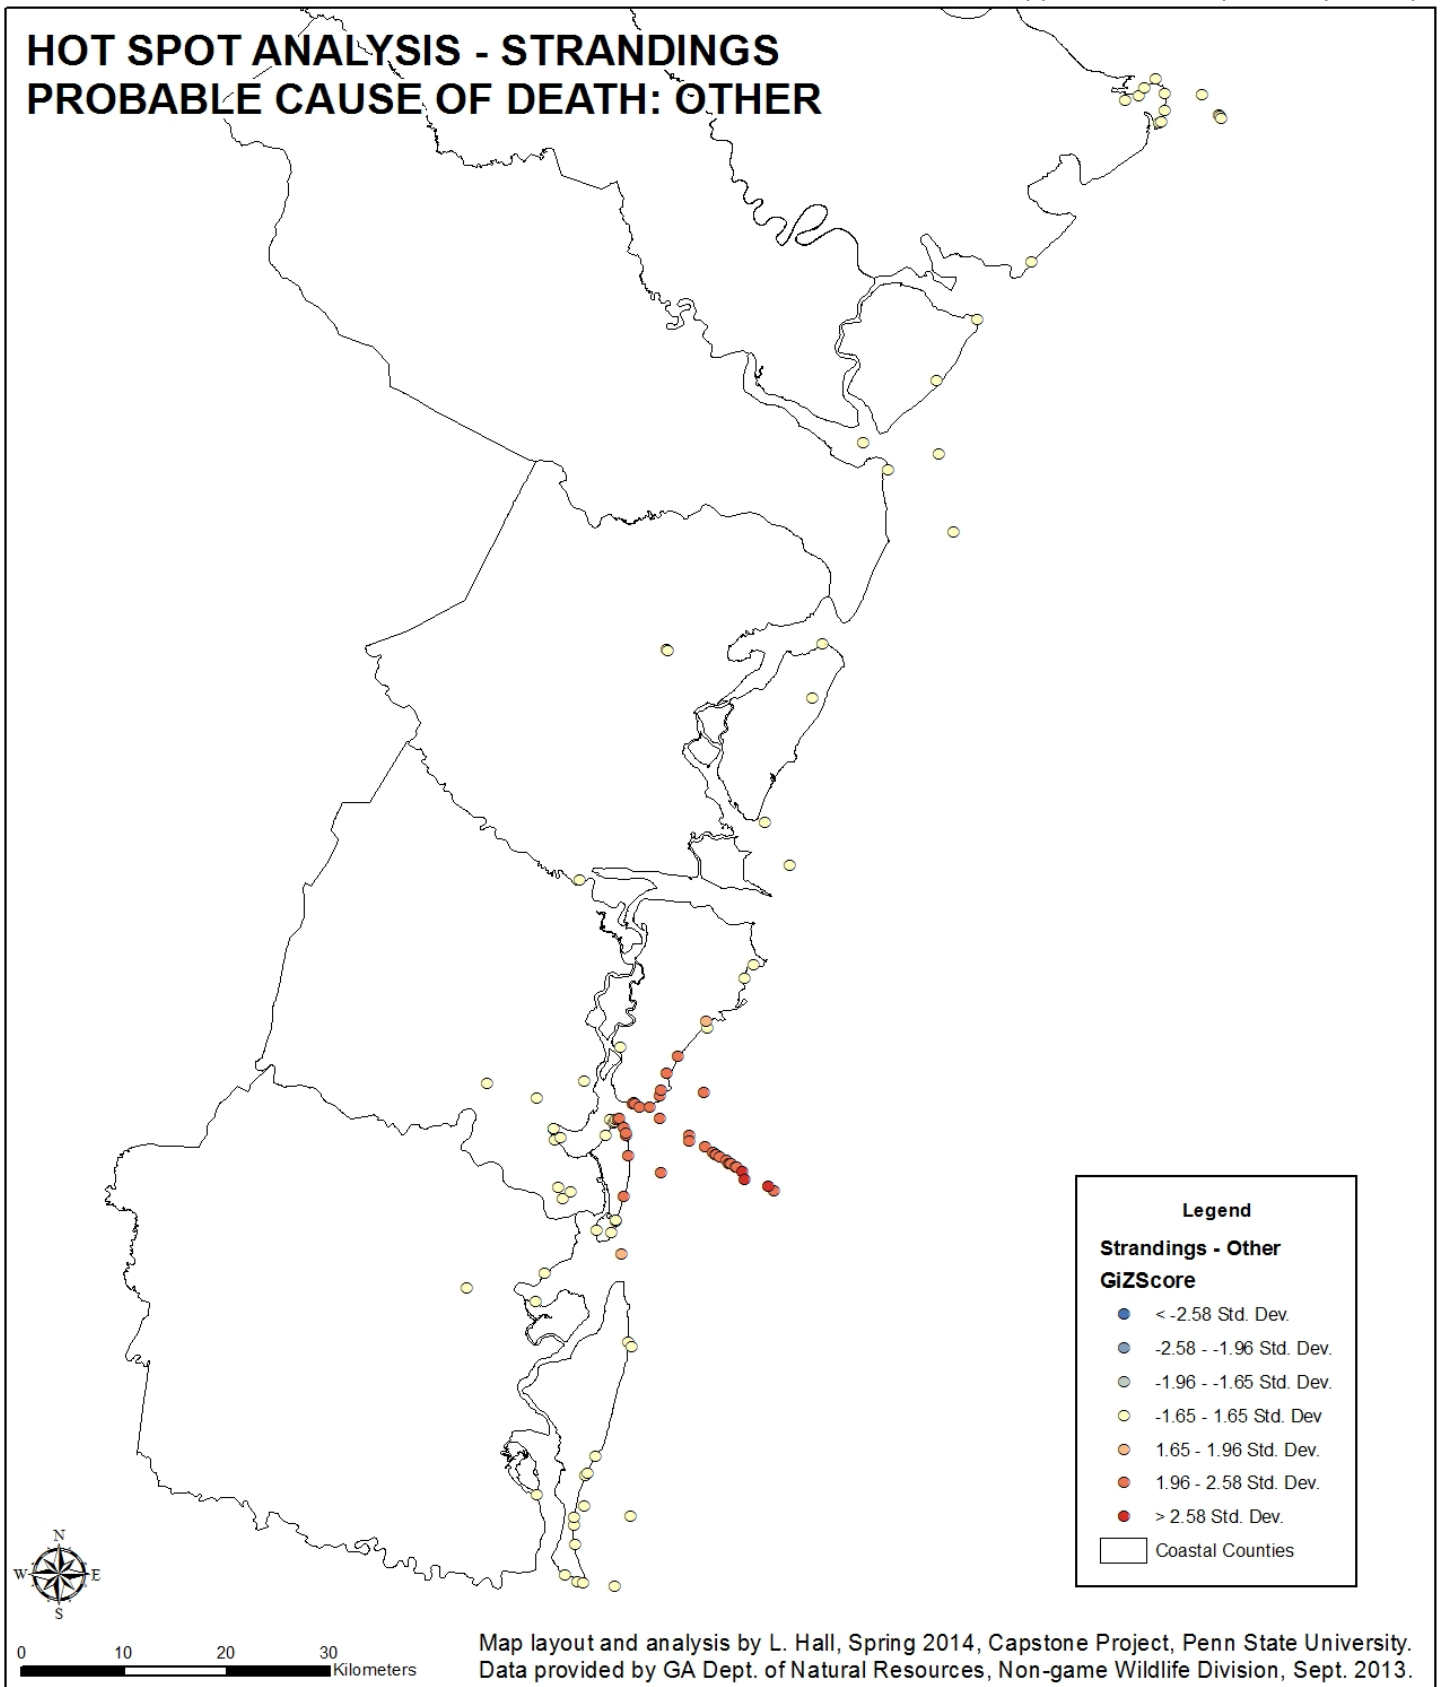 HOT SPOT ANALYSIS - STRANDINGS
PROBABLE CAUSE OF DEATH: OTHER
Legend
Strandings - Other
GiZScore
< -2.58 Std. Dev.
-2.58 - -1.96 Std. Dev.
-1.96 - -1.65 Std. Dev.
-1.65 - 1.65 Std. Dev
1.65 - 1.96 Std. Dev.
1.96 - 2.58 Std. Dev.
> 2.58 Std. Dev.
Coastal Counties
N
W E
S
0 10 20 30
Kilometers
Map layout and analysis by L. Hall, Spring 2014, Capstone Project, Penn State University.
Data provided by GA Dept. of Natural Resources, Non-game Wildlife Division, Sept. 2013.